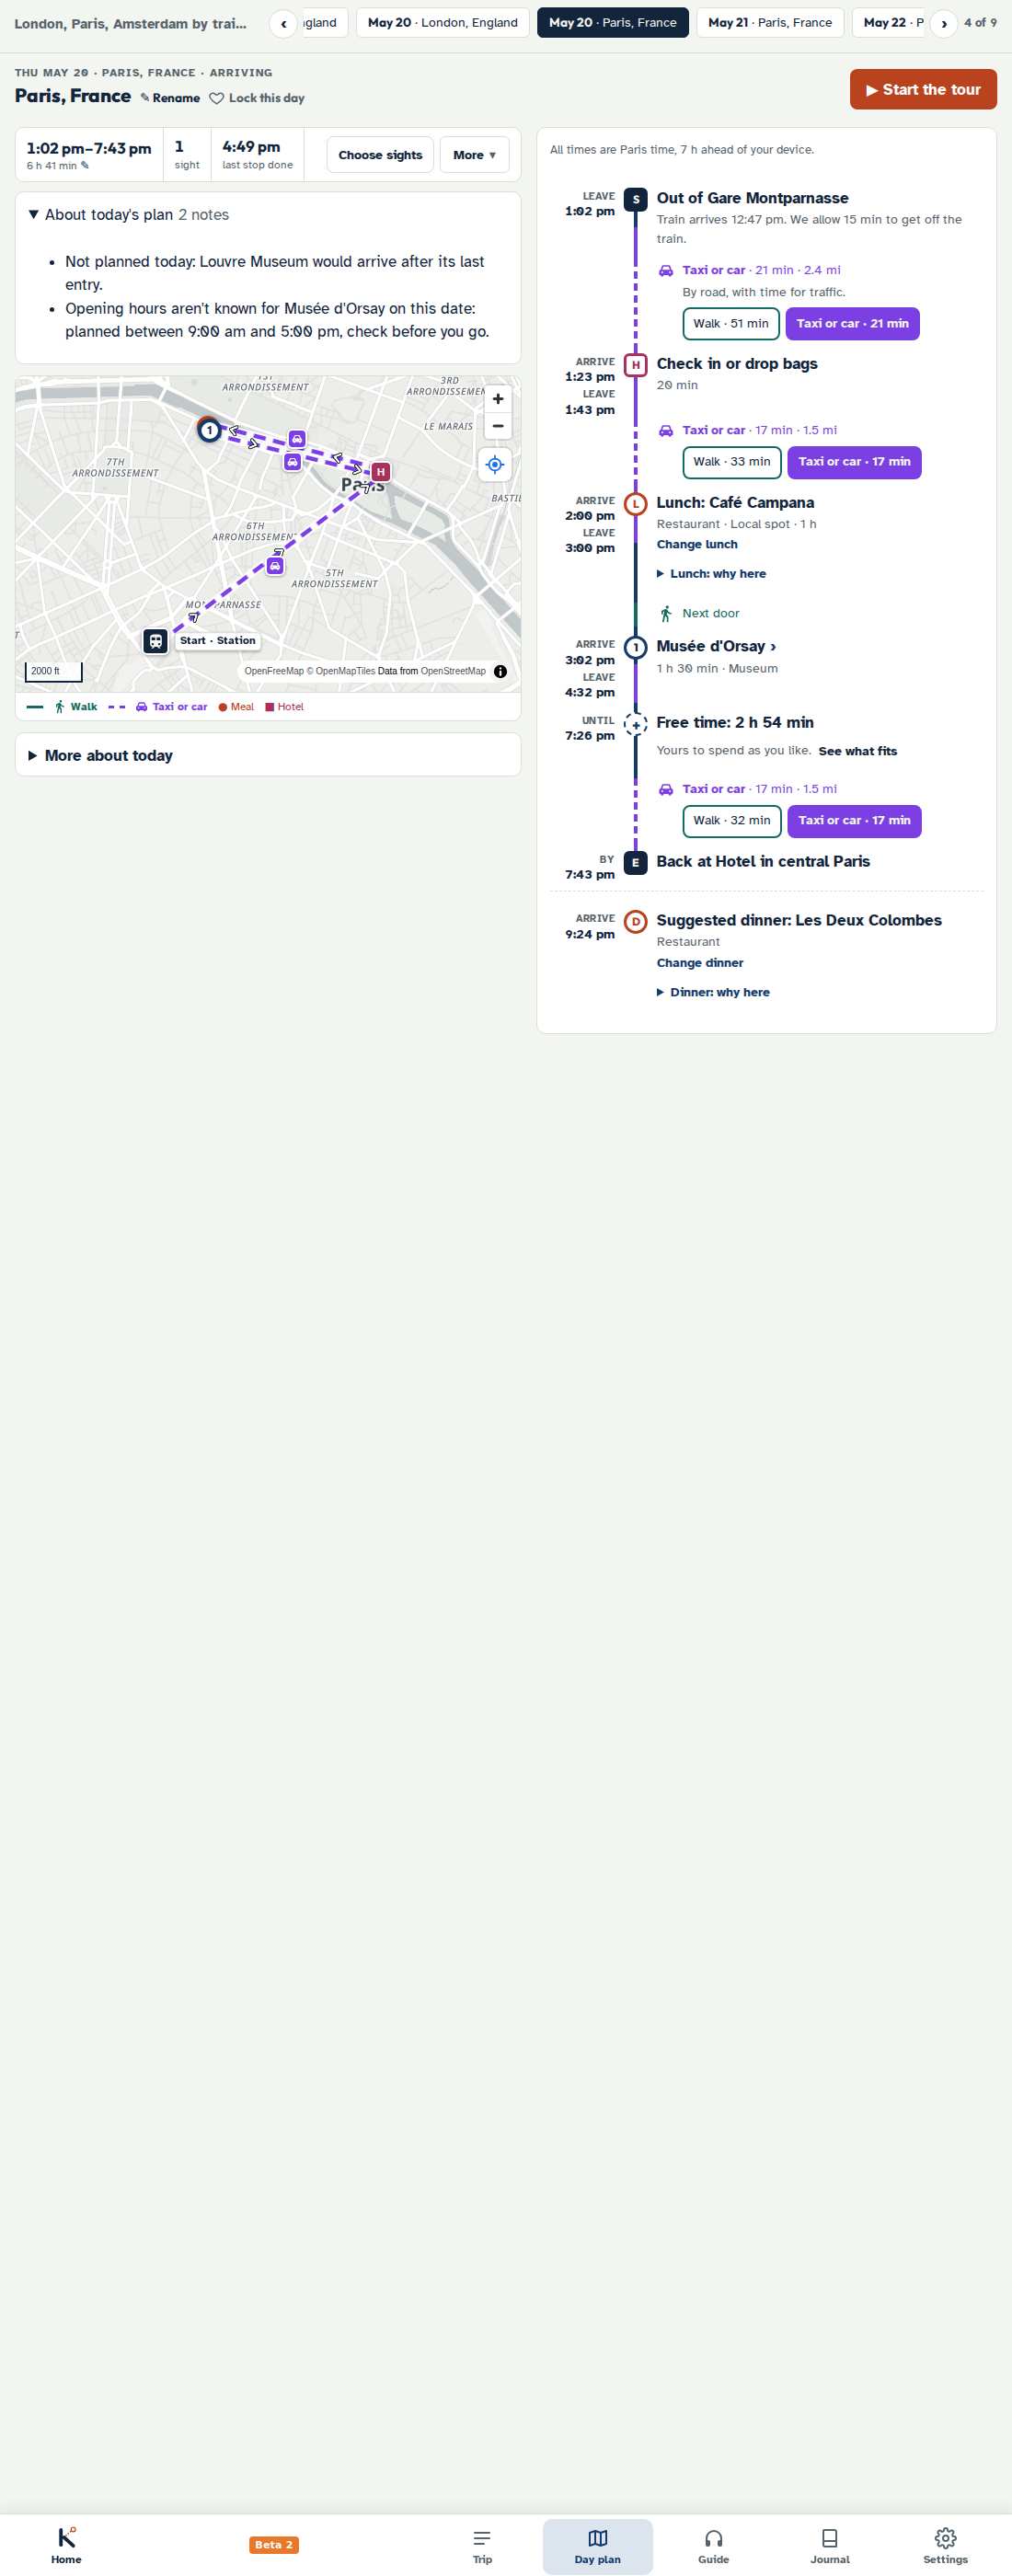 London, Paris, Amsterdam by trai...
‹
ngland
May 20 · London, England
May 20 · Paris, France
May 21 · Paris, France
May 22 · P
›
4 of 9
THU MAY 20 · PARIS, FRANCE · ARRIVING
Paris, France
✎ Rename
Lock this day
▶ Start the tour
1:02 pm–7:43 pm
6 h 41 min ✎
1
sight
4:49 pm
last stop done
Choose sights
More ▼
▼ About today's plan 2 notes
• Not planned today: Louvre Museum would arrive after its last
entry.
• Opening hours aren't known for Musée d'Orsay on this date:
planned between 9:00 am and 5:00 pm, check before you go.
1ST
ARRONDISSEMENT
3RD
ARRONDISSEMEN
LE MARAIS
7TH
ARRONDISSEMENT
1
H
Paris
BASTIL
6TH
ARRONDISSEMENT
5TH
ARRONDISSEMENT
MONTPARNASSE
Start · Station
T
+
−
2000 ft
OpenFreeMap © OpenMapTiles Data from OpenStreetMap
Walk
Taxi or car
Meal
Hotel
▶ More about today
All times are Paris time, 7 h ahead of your device.
LEAVE
1:02 pm
S
Out of Gare Montparnasse
Train arrives 12:47 pm. We allow 15 min to get off the
train.
Taxi or car · 21 min · 2.4 mi
By road, with time for traffic.
Walk · 51 min
Taxi or car · 21 min
ARRIVE
1:23 pm
LEAVE
1:43 pm
H
Check in or drop bags
20 min
Taxi or car · 17 min · 1.5 mi
Walk · 33 min
Taxi or car · 17 min
ARRIVE
2:00 pm
LEAVE
3:00 pm
L
Lunch: Café Campana
Restaurant · Local spot · 1 h
Change lunch
▶ Lunch: why here
Next door
ARRIVE
3:02 pm
LEAVE
4:32 pm
1
Musée d'Orsay ›
1 h 30 min · Museum
UNTIL
7:26 pm
+
Free time: 2 h 54 min
Yours to spend as you like. See what fits
Taxi or car · 17 min · 1.5 mi
Walk · 32 min
Taxi or car · 17 min
BY
7:43 pm
E
Back at Hotel in central Paris
ARRIVE
9:24 pm
D
Suggested dinner: Les Deux Colombes
Restaurant
Change dinner
▶ Dinner: why here
Home
Beta 2
Trip
Day plan
Guide
Journal
Settings